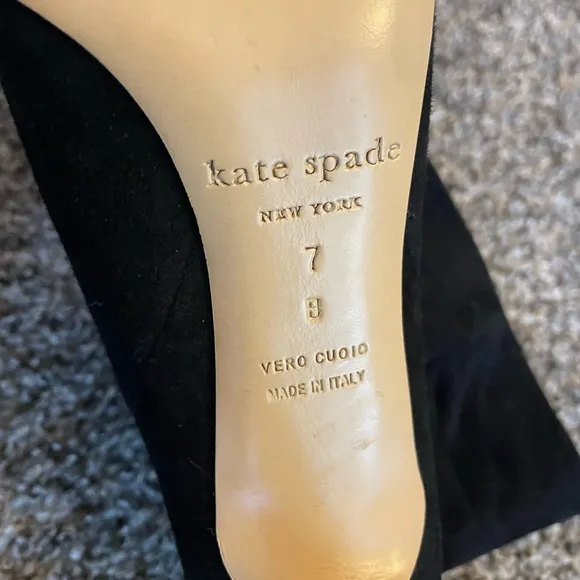 kate spade
NEW YORK
7
B
VERO CUOIO
MADE IN ITALY